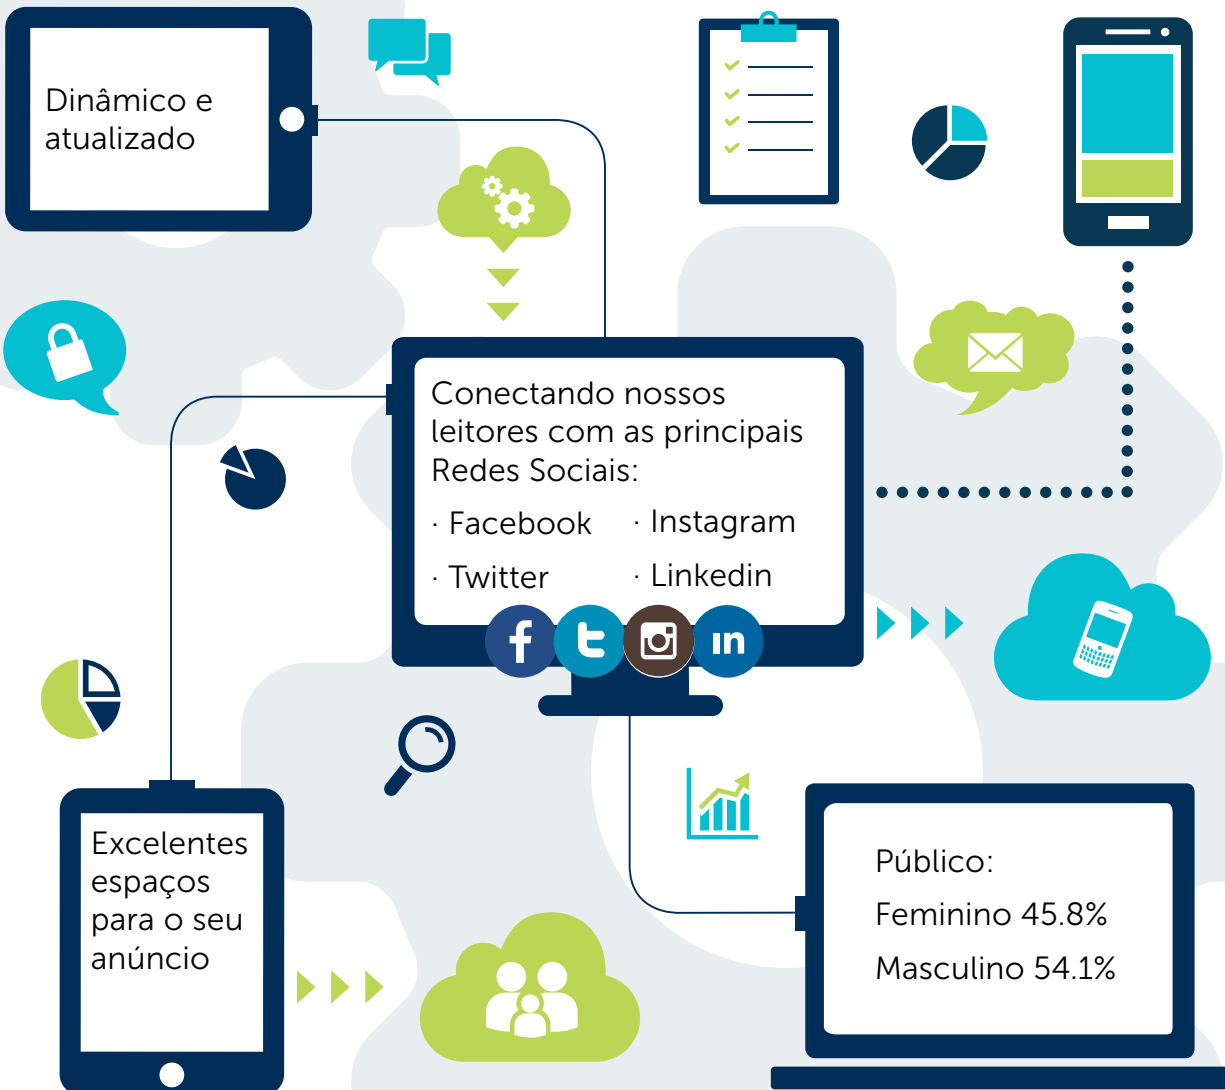 Dinâmico e
atualizado
Conectando nossos
leitores com as principais
Redes Sociais:
· Facebook
· Instagram
· Twitter
· Linkedin
f
t
in
Excelentes
espaços
para o seu
anúncio
Público:
Feminino 45.8%
Masculino 54.1%